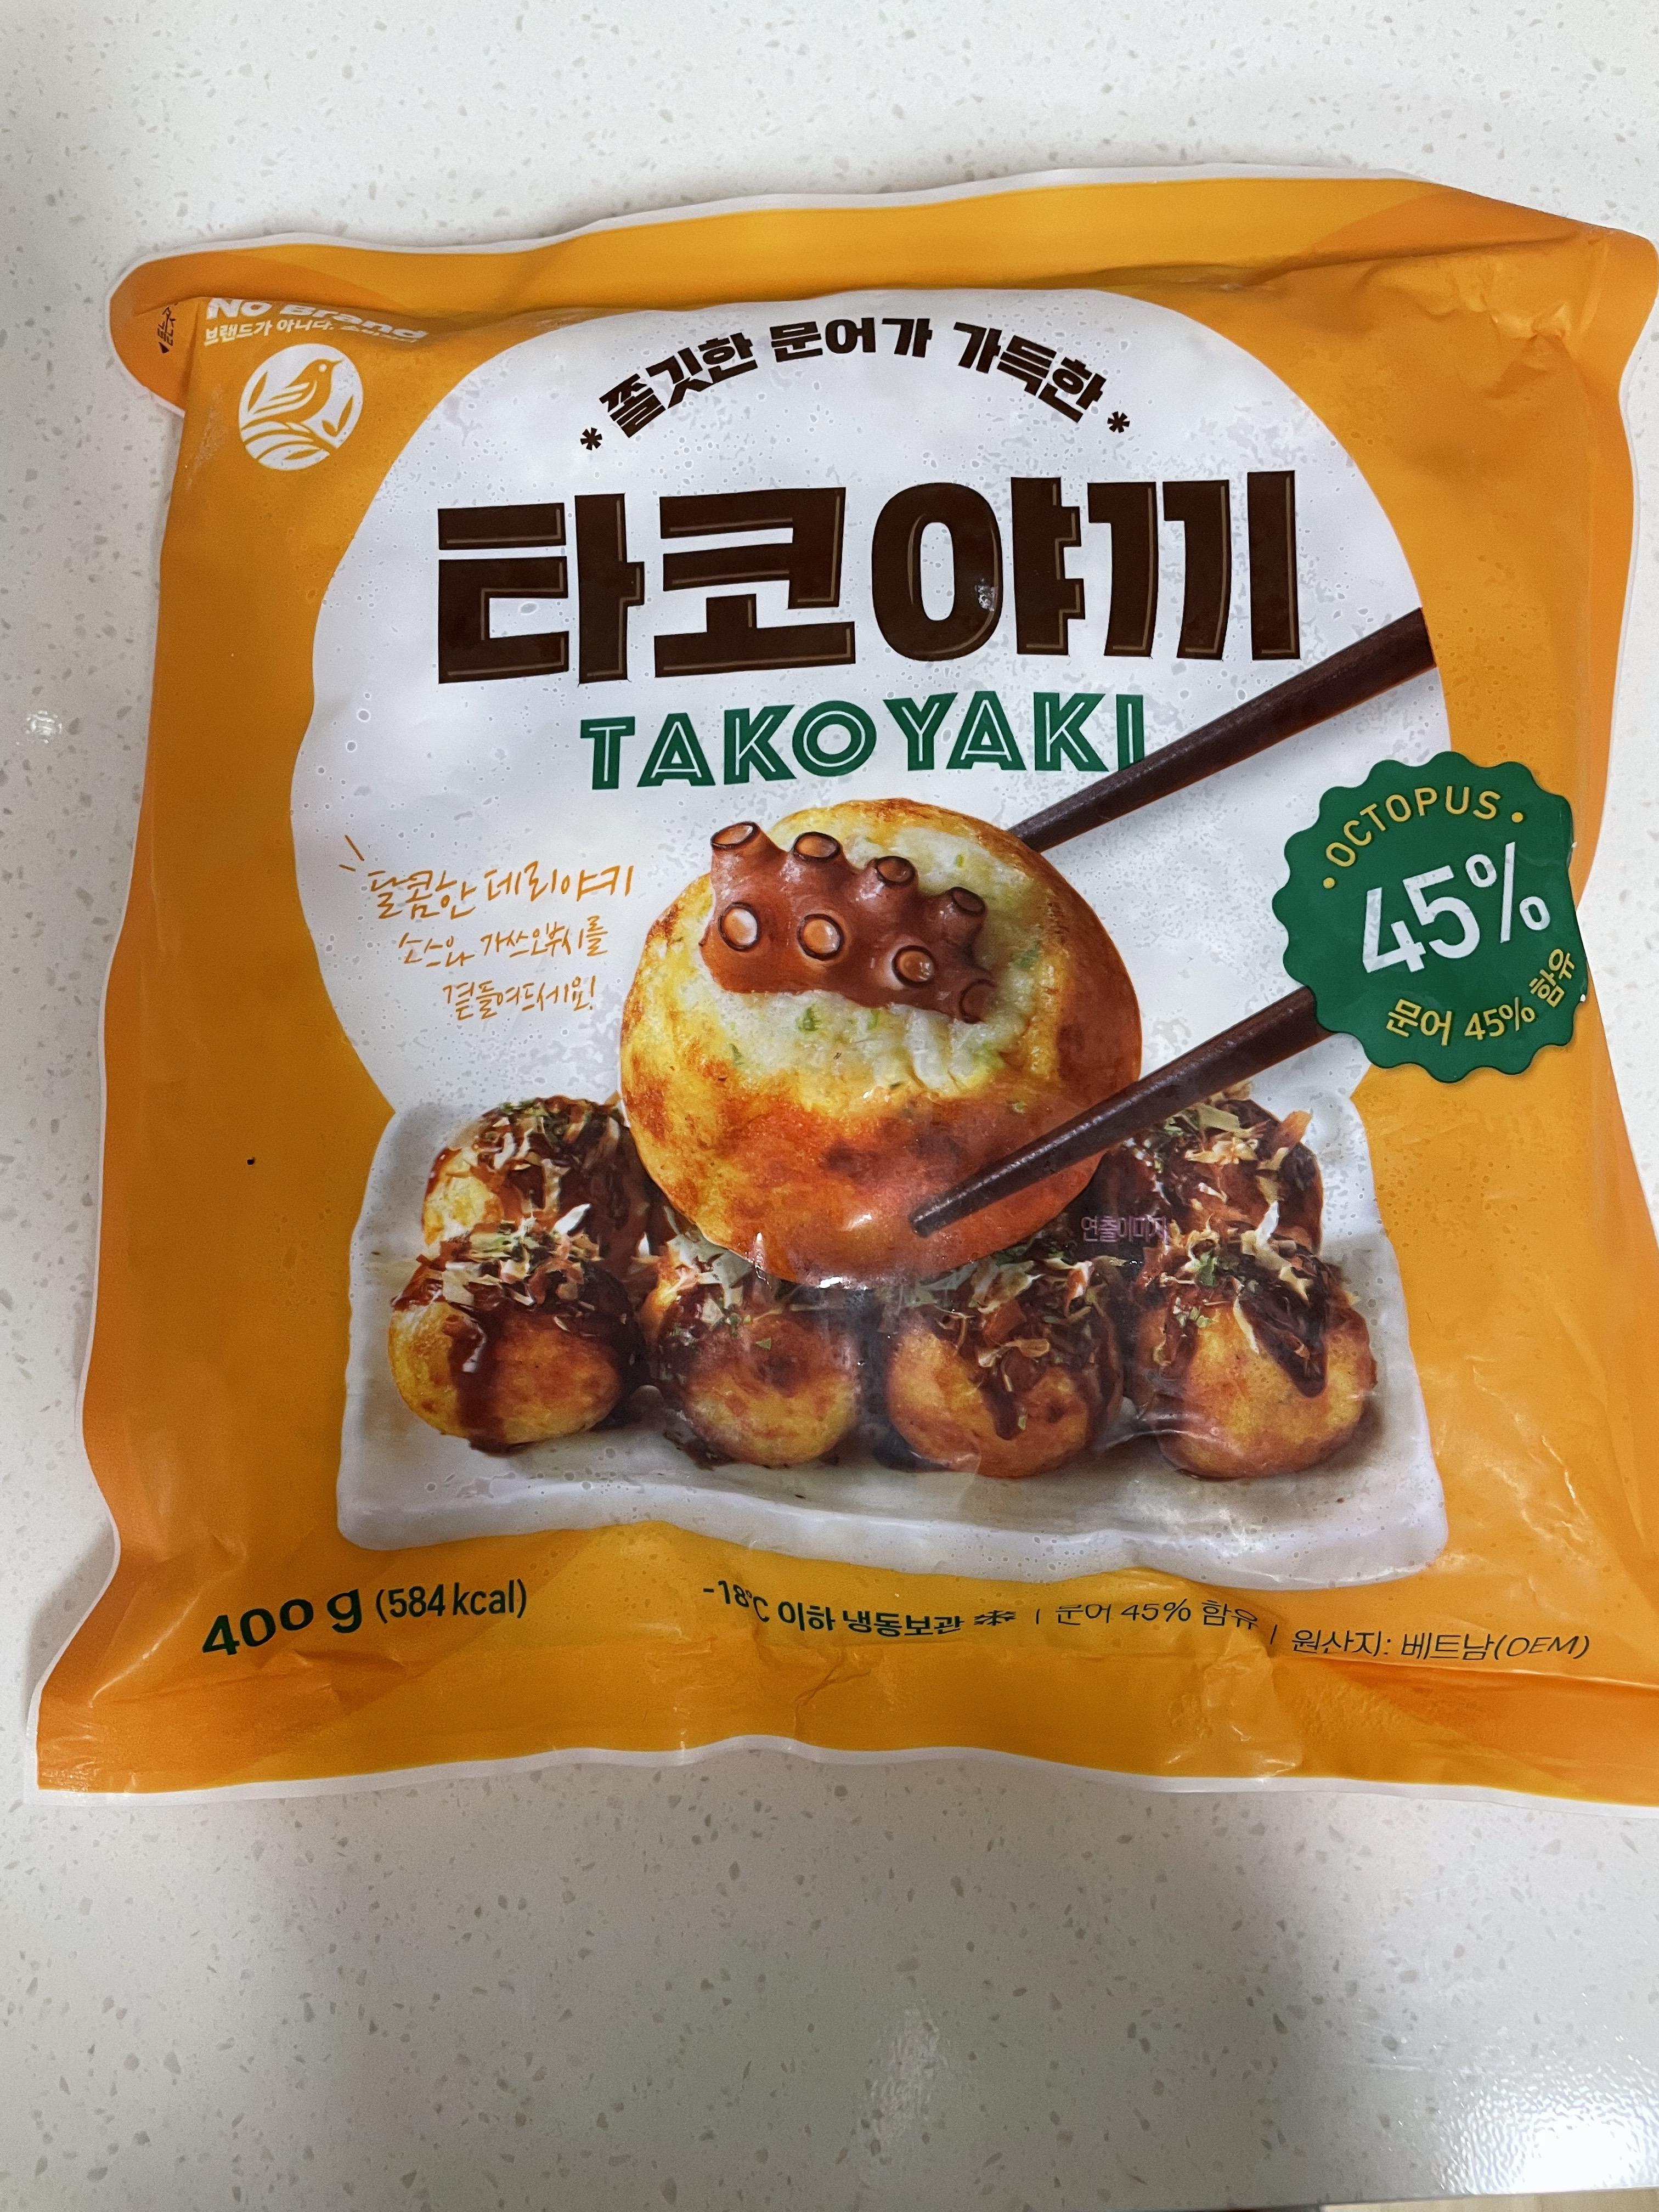 No Brand
브랜드가 아니다.
쫄깃한 문어가 가득한
타코야끼
TAKOYAKI
달콤한 데리야키
소스와 가쓰오부시를
곁들여드세요!
OCTOPUS
45%
문어 45% 함유
연출이미지
400g (584 kcal)
-18℃ 이하 냉동보관 | 문어 45% 함유 | 원산지: 베트남(OEM)